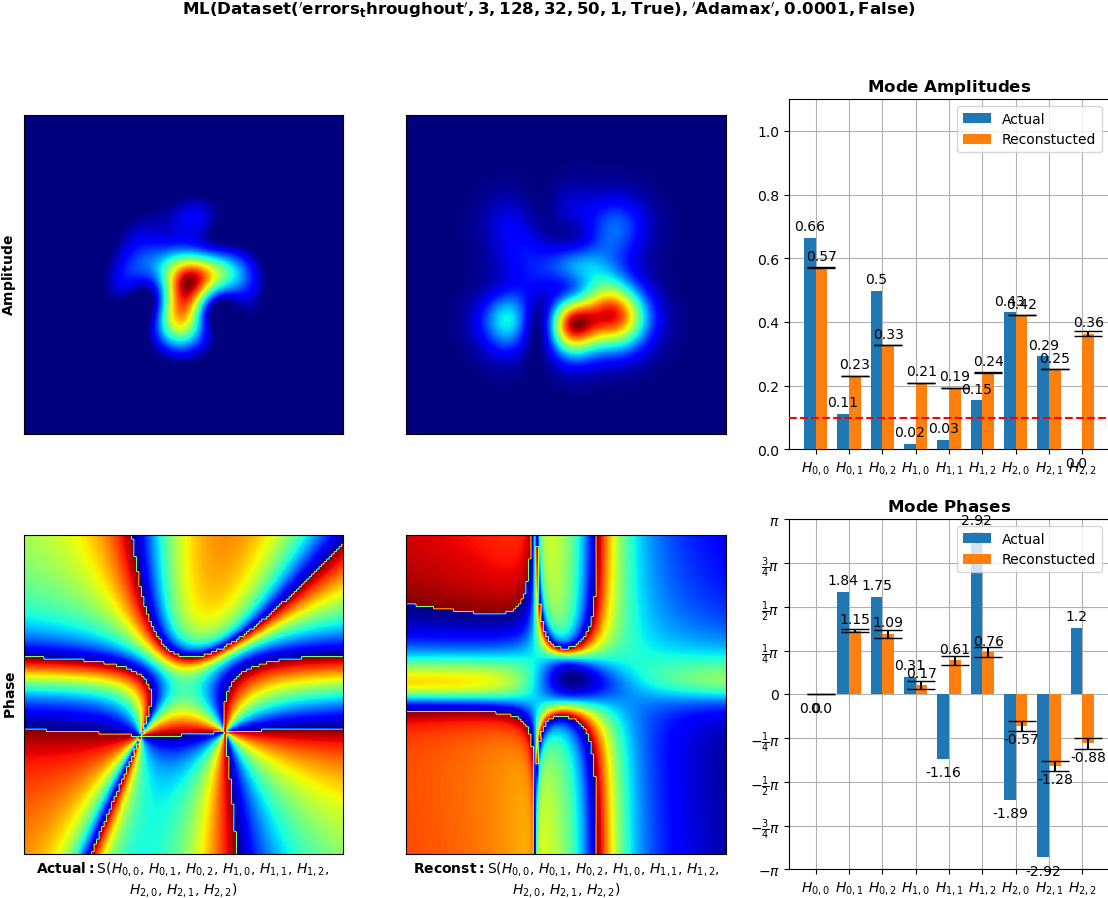 ML(Dataset('errors_throughout', 3, 128, 32, 50, 1, True), 'Adamax', 0.0001, False)
Amplitude
Mode Amplitudes
Actual
Reconstucted
1.0
0.8
0.6
0.4
0.2
0.0
0.66
0.57
0.11
0.23
0.5
0.33
0.02
0.21
0.03
0.19
0.15
0.24
0.43
0.42
0.29
0.25
0.0
0.36
H0,0 H0,1 H0,2 H1,0 H1,1 H1,2 H2,0 H2,1 H2,2
Phase
Actual: S(H0,0, H0,1, H0,2, H1,0, H1,1, H1,2,
H2,0, H2,1, H2,2)
Reconst: S(H0,0, H0,1, H0,2, H1,0, H1,1, H1,2,
H2,0, H2,1, H2,2)
Mode Phases
Actual
Reconstucted
π
3/4π
1/2π
1/4π
0
−1/4π
−1/2π
−3/4π
−π
0.0
0.0
1.84
1.15
1.75
1.09
0.31
0.17
-1.16
0.61
2.92
0.76
-1.89
-0.57
-2.92
-1.28
1.2
-0.88
H0,0 H0,1 H0,2 H1,0 H1,1 H1,2 H2,0 H2,1 H2,2